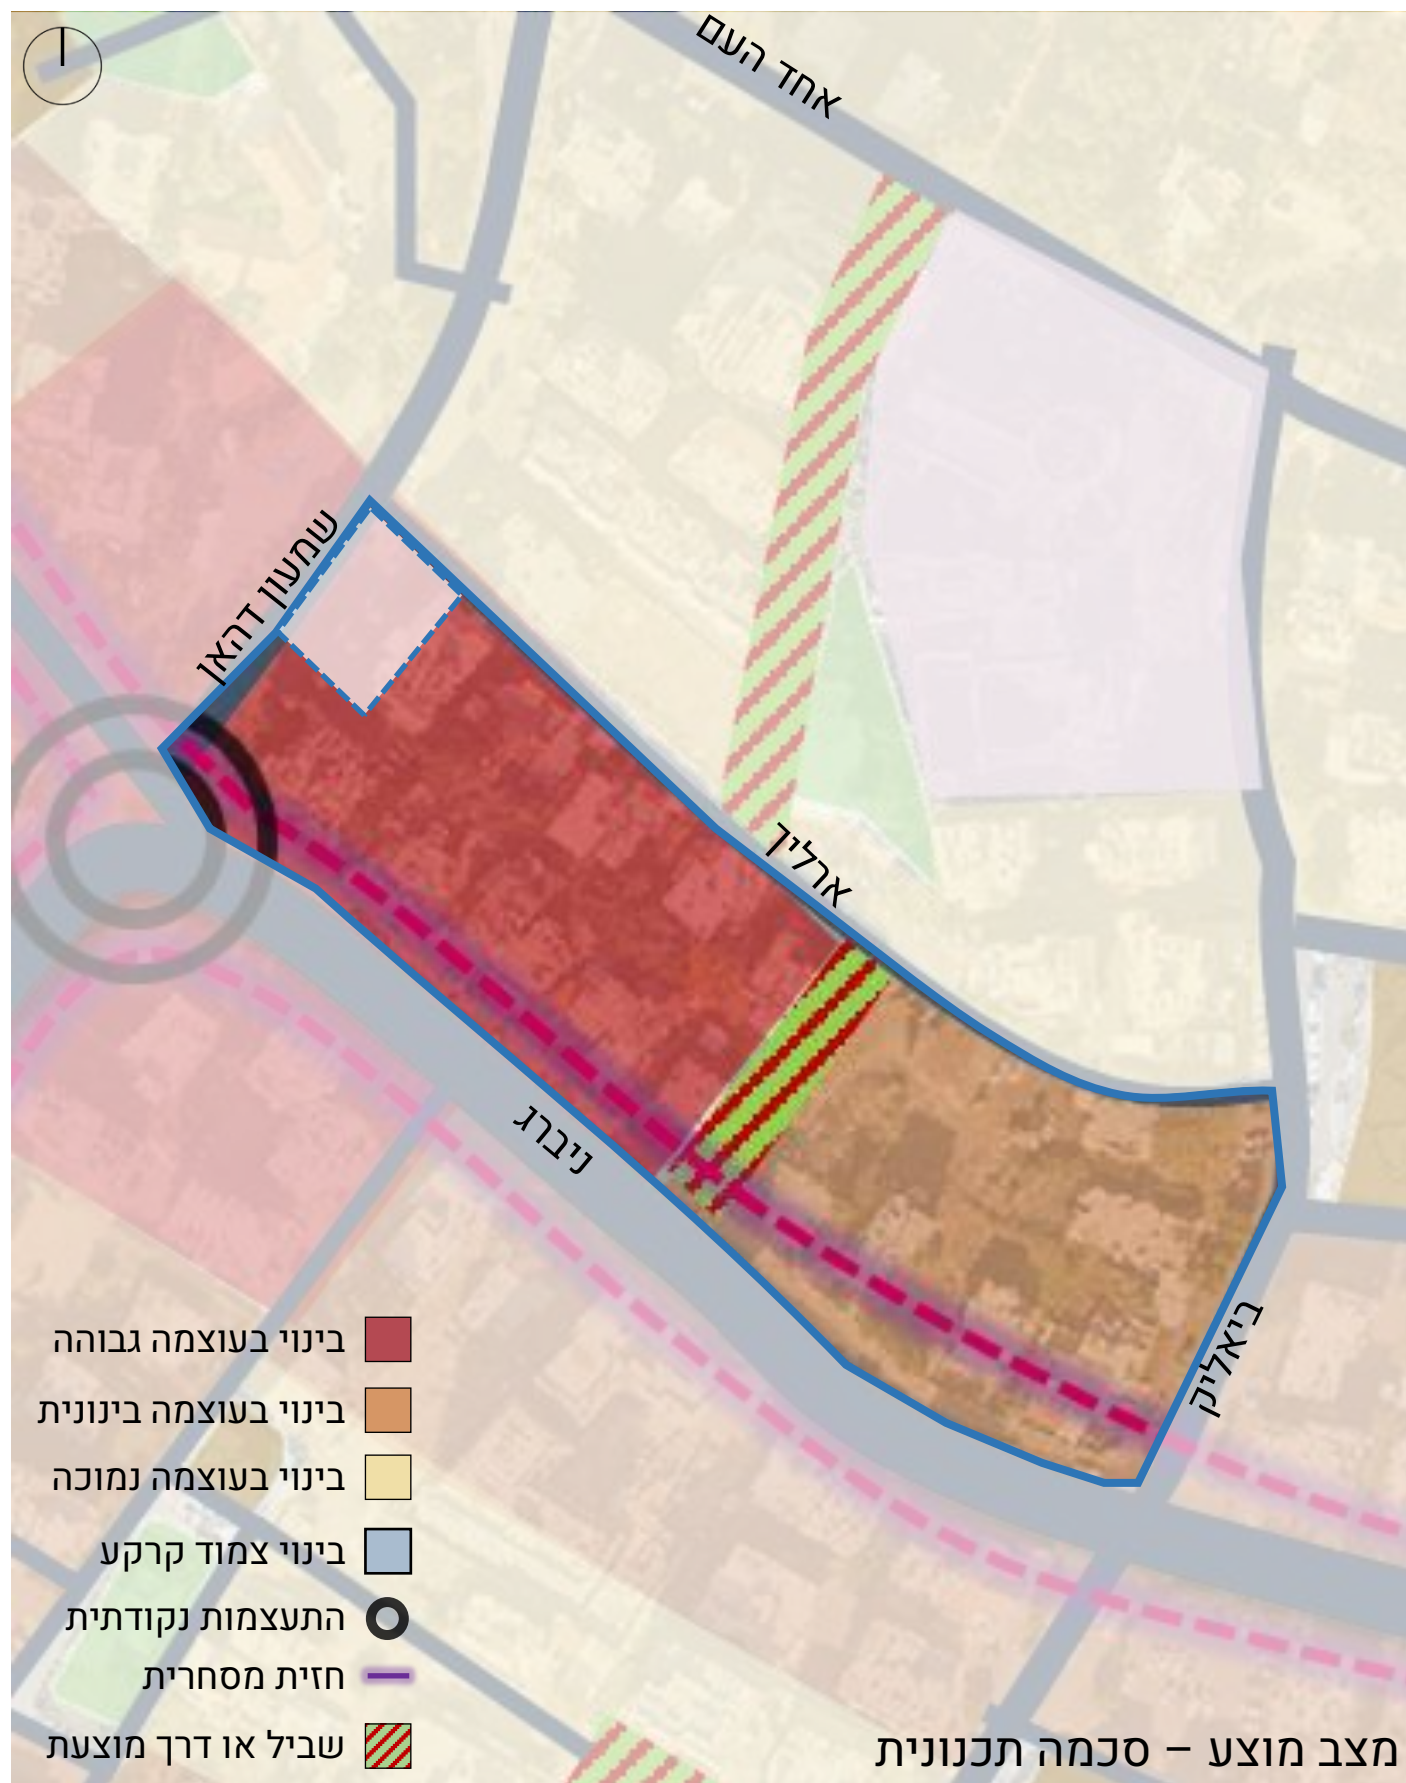 אחד העם
שמעון דהאן
ארליך
ניברג
ביאליק
בינוי בעוצמה גבוהה
בינוי בעוצמה בינונית
בינוי בעוצמה נמוכה
בינוי צמוד קרקע
התעצמות נקודתית
חזית מסחרית
שביל או דרך מוצעת
מצב מוצע – סכמה תכנונית